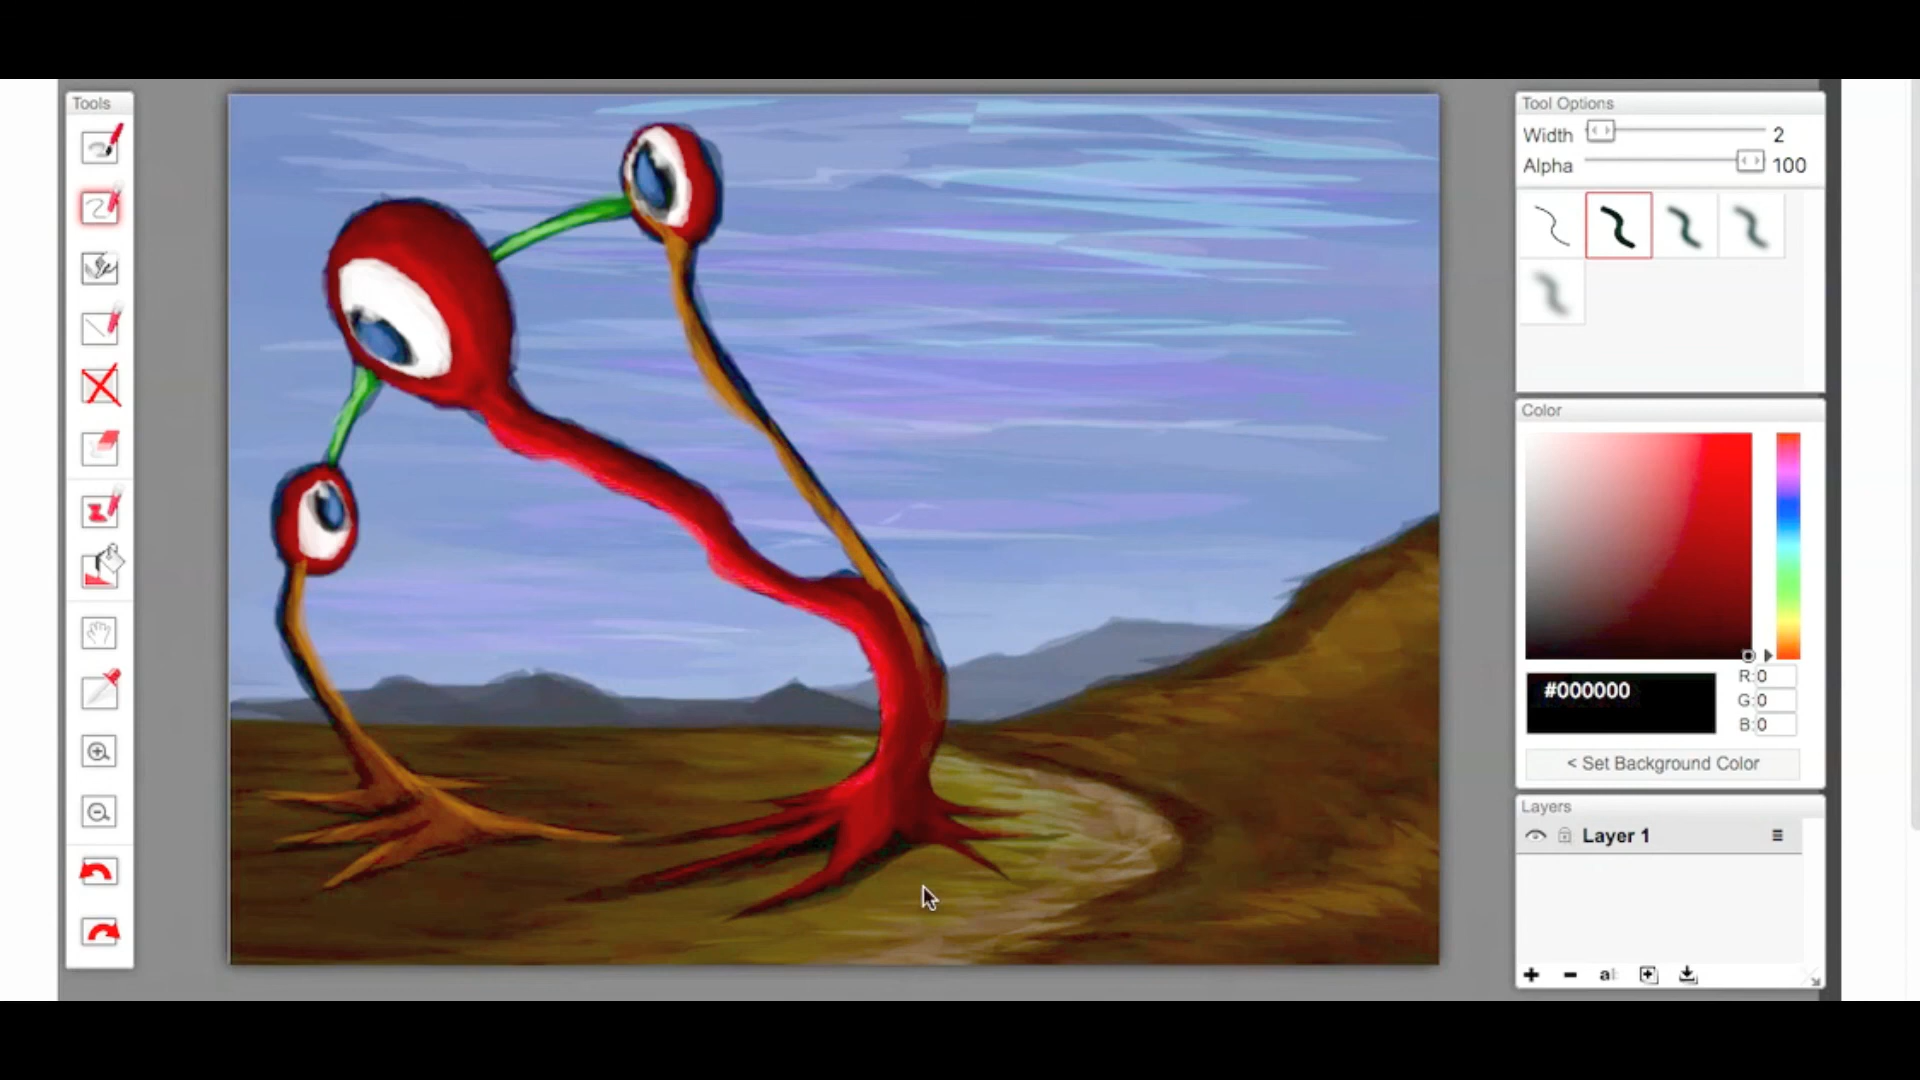 Tools
Tool Options
Width 2
Alpha 100
Color
#000000
R: 0
G: 0
B: 0
< Set Background Color
Layers
Layer 1